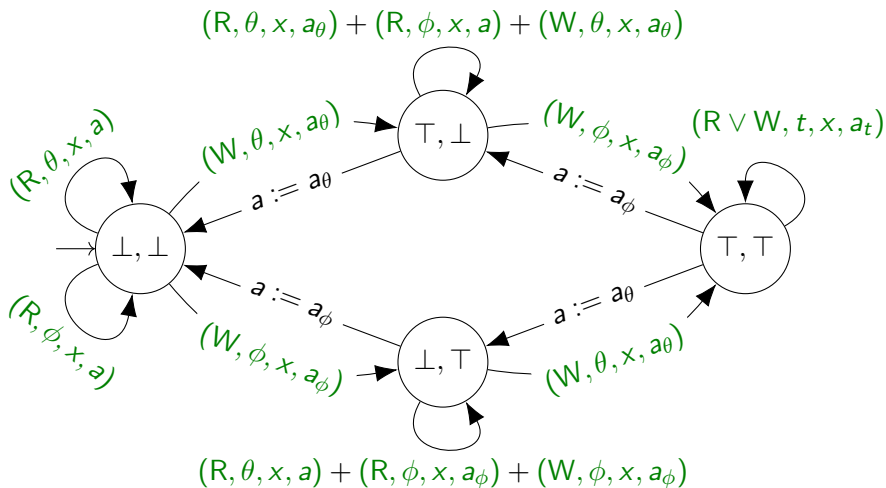 (R, θ, x, a_θ) + (R, ϕ, x, a) + (W, θ, x, a_θ)
(R, θ, x, a)
(W, θ, x, a_θ)
⊤, ⊥
(W, ϕ, x, a_ϕ)
(R ∨ W, t, x, a_t)
a := a_θ
a := a_ϕ
⊥, ⊥
⊤, ⊤
a := a_ϕ
a := a_θ
(R, ϕ, x, a)
(W, ϕ, x, a_ϕ)
⊥, ⊤
(W, θ, x, a_θ)
(R, θ, x, a) + (R, ϕ, x, a_ϕ) + (W, ϕ, x, a_ϕ)